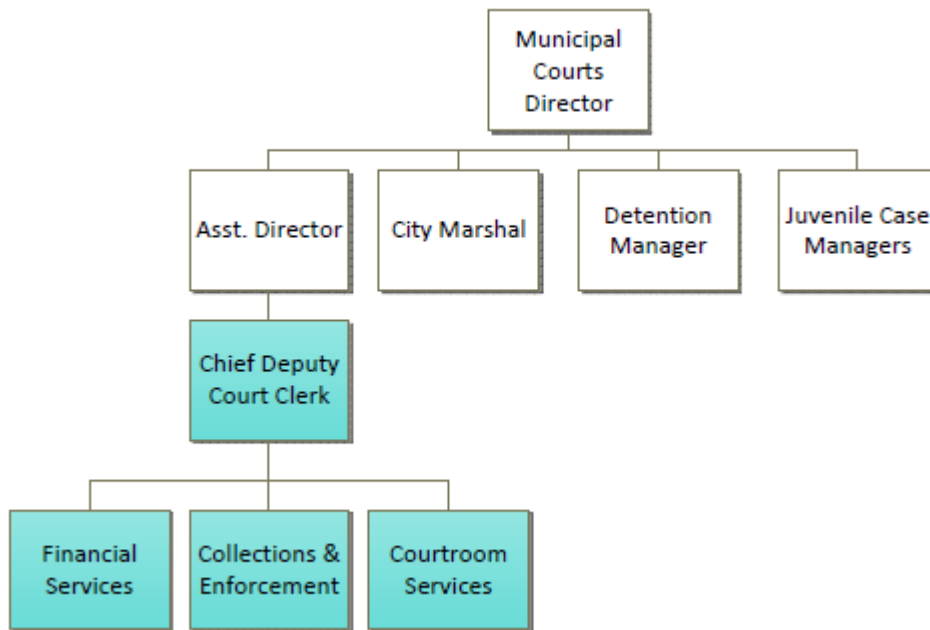 Municipal
Courts
Director
Asst. Director
City Marshal
Detention
Manager
Juvenile Case
Managers
Chief Deputy
Court Clerk
Financial
Services
Collections &
Enforcement
Courtroom
Services